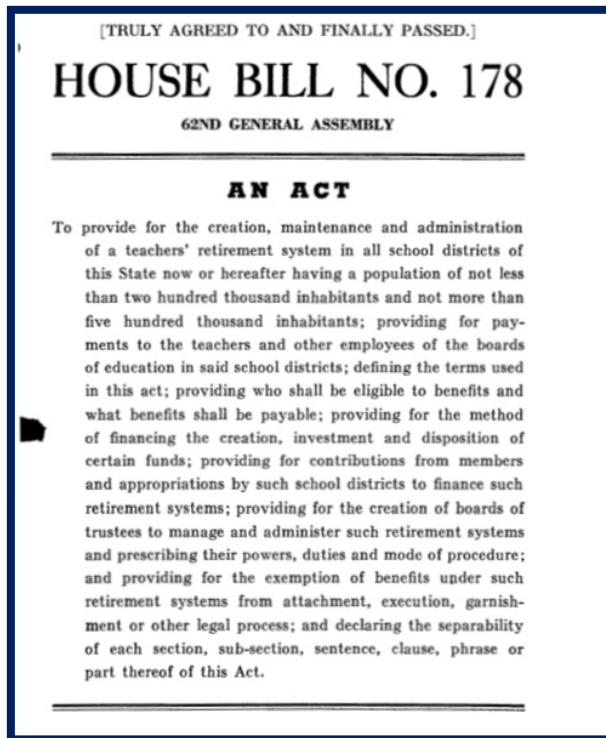 [TRULY AGREED TO AND FINALLY PASSED.]
HOUSE BILL NO. 178
62ND GENERAL ASSEMBLY
AN ACT
To provide for the creation, maintenance and administration
of a teachers' retirement system in all school districts of
this State now or hereafter having a population of not less
than two hundred thousand inhabitants and not more than
five hundred thousand inhabitants; providing for pay-
ments to the teachers and other employees of the boards
of education in said school districts; defining the terms used
in this act; providing who shall be eligible to benefits and
what benefits shall be payable; providing for the method
of financing the creation, investment and disposition of
certain funds; providing for contributions from members
and appropriations by such school districts to finance such
retirement systems; providing for the creation of boards of
trustees to manage and administer such retirement systems
and prescribing their powers, duties and mode of procedure;
and providing for the exemption of benefits under such
retirement systems from attachment, execution, garnish-
ment or other legal process; and declaring the separability
of each section, sub-section, sentence, clause, phrase or
part thereof of this Act.